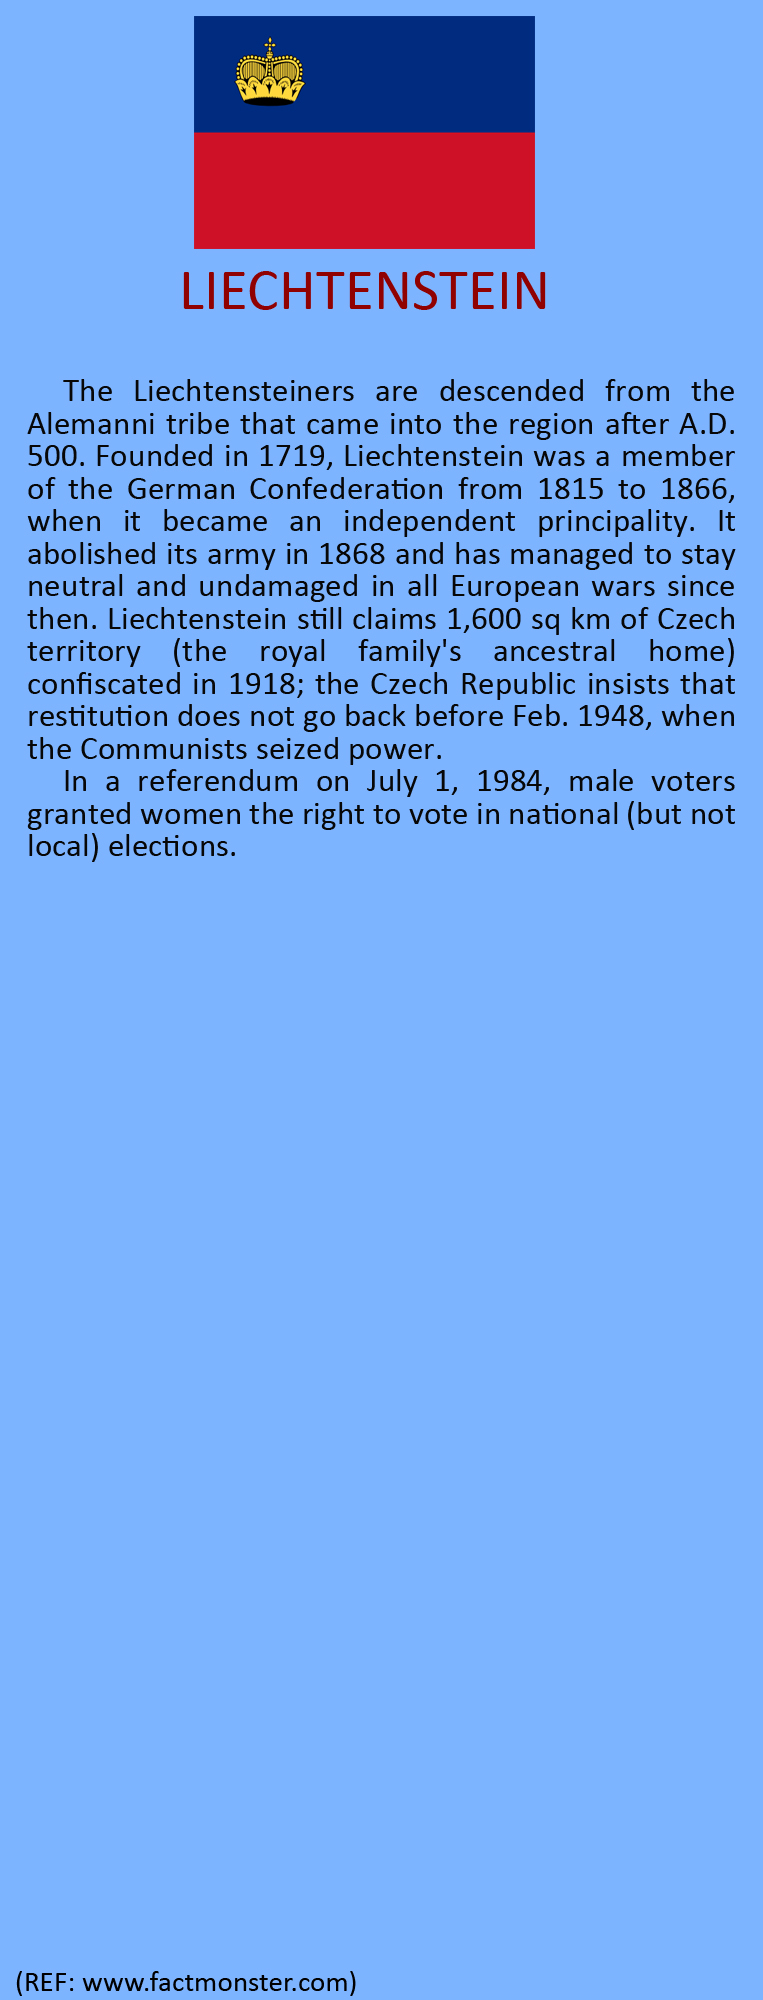 LIECHTENSTEIN
The Liechtensteiners are descended from the
Alemanni tribe that came into the region after A.D.
500. Founded in 1719, Liechtenstein was a member
of the German Confederation from 1815 to 1866,
when it became an independent principality. It
abolished its army in 1868 and has managed to stay
neutral and undamaged in all European wars since
then. Liechtenstein still claims 1,600 sq km of Czech
territory (the royal family's ancestral home)
confiscated in 1918; the Czech Republic insists that
restitution does not go back before Feb. 1948, when
the Communists seized power.
In a referendum on July 1, 1984, male voters
granted women the right to vote in national (but not
local) elections.
(REF: www.factmonster.com)